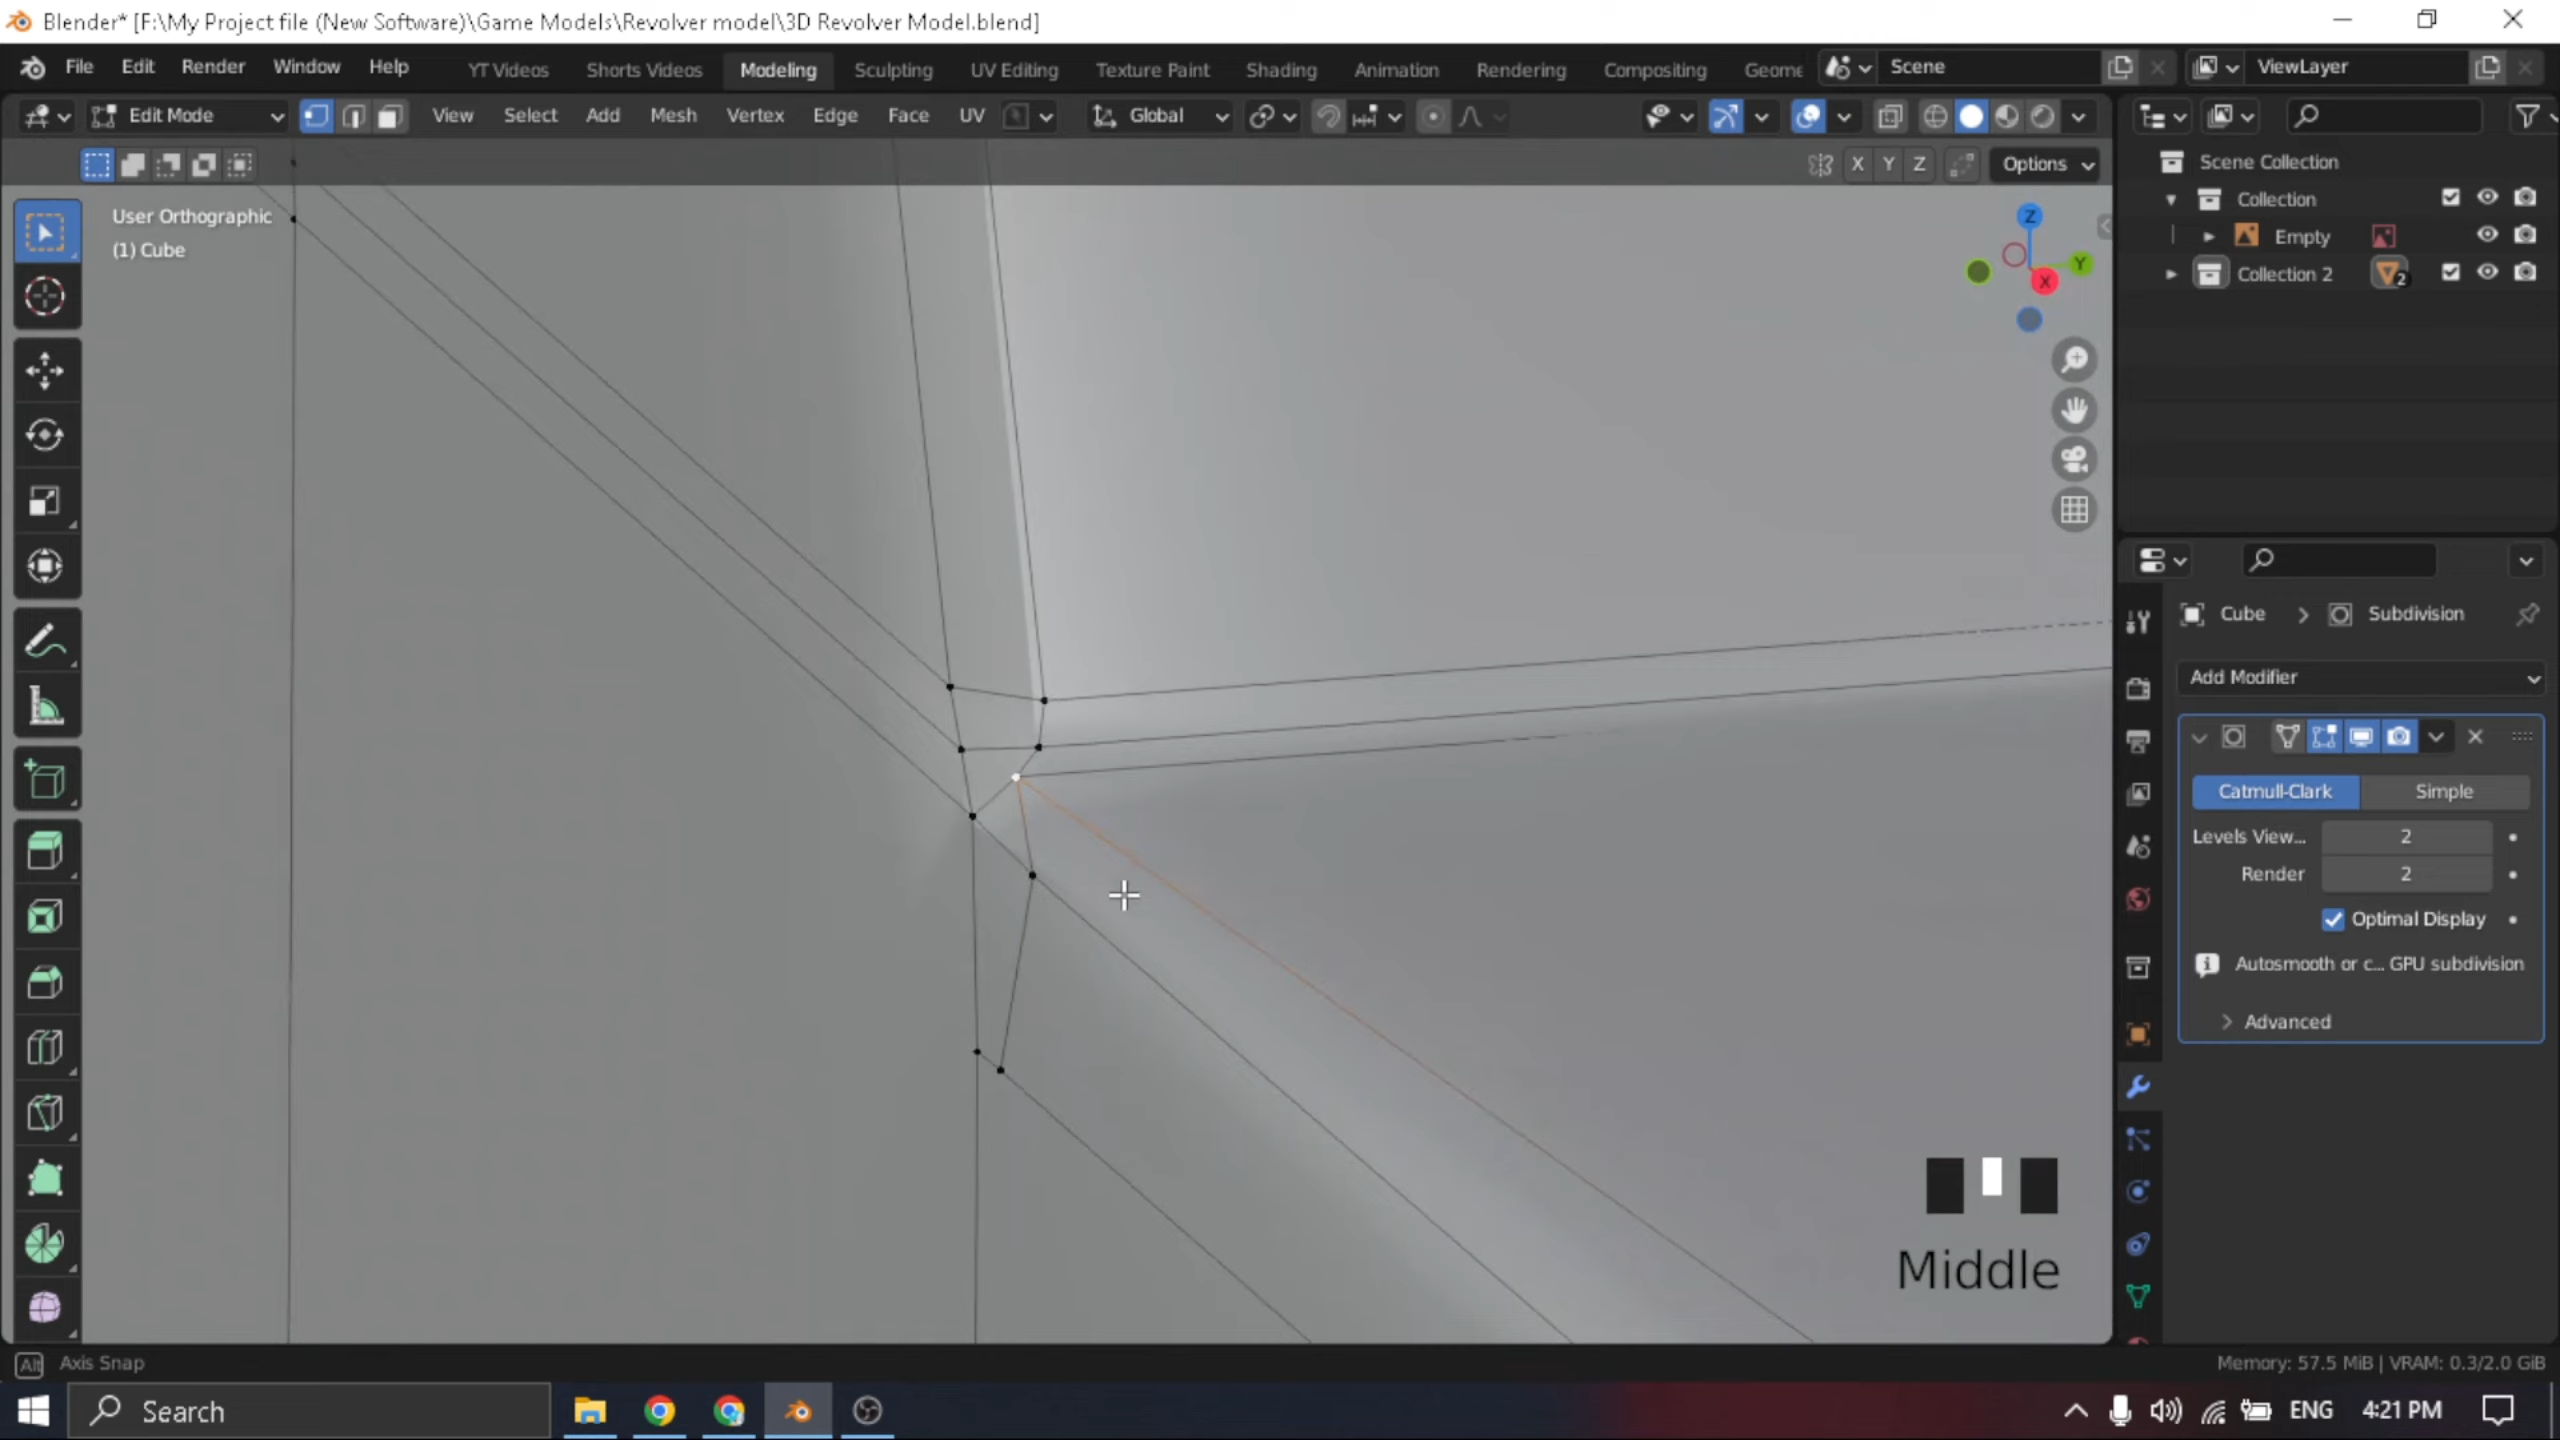 Blender* [F:\My Project file (New Software)\Game Models\Revolver model\3D Revolver Model.blend]
File Edit Render Window Help YT Videos Shorts Videos Modeling Sculpting UV Editing Texture Paint Shading Animation Rendering Compositing Geome Scene ViewLayer
Edit Mode View Select Add Mesh Vertex Edge Face UV Global
X Y Z Options
User Orthographic
(1) Cube
Z
Y
X
Scene Collection
Collection
Empty
Collection 2 2
Cube > Subdivision
Add Modifier
Catmull-Clark Simple
Levels View... 2
Render 2
Optimal Display
Autosmooth or c... GPU subdivision
Advanced
Middle
Alt Axis Snap
Memory: 57.5 MiB | VRAM: 0.3/2.0 GiB
Search
ENG 4:21 PM